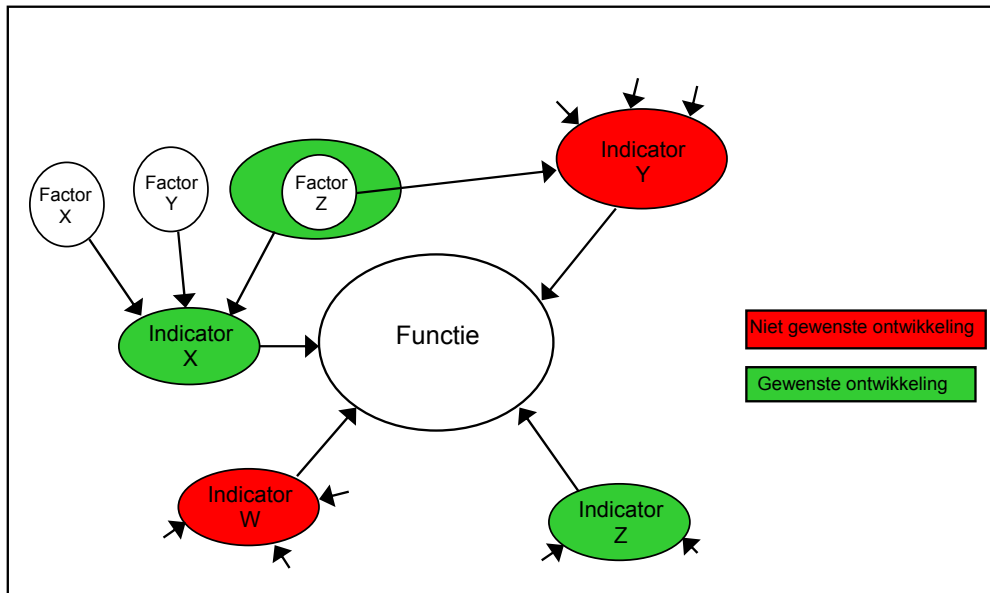 Indicator
Y
Factor
X
Factor
Y
Factor
Z
Indicator
X
Functie
Niet gewenste ontwikkeling
Gewenste ontwikkeling
Indicator
W
Indicator
Z